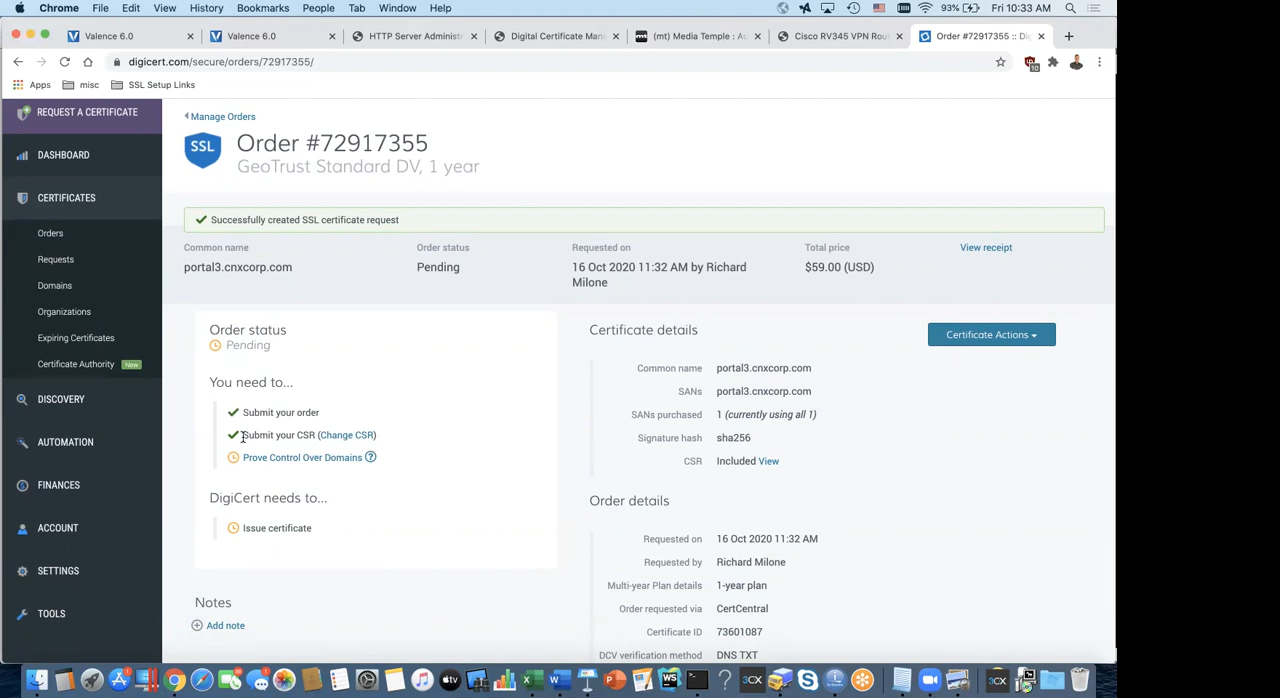 Chrome File Edit View History Bookmarks People Tab Window Help 93% Fri 10:33 AM
Valence 6.0 Valence 6.0 HTTP Server Administ Digital Certificate Man (mt) Media Temple : A Cisco RV345 VPN Rou Order #72917355 :: Di
digicert.com/secure/orders/72917355/ 10
Apps misc SSL Setup Links
REQUEST A CERTIFICATE
DASHBOARD
CERTIFICATES
Orders
Requests
Domains
Organizations
Expiring Certificates
Certificate Authority New
DISCOVERY
AUTOMATION
FINANCES
ACCOUNT
SETTINGS
TOOLS
Manage Orders
SSL
Order #72917355
GeoTrust Standard DV, 1 year
Successfully created SSL certificate request
Common name Order status Requested on Total price View receipt
portal3.cnxcorp.com Pending 16 Oct 2020 11:32 AM by Richard $59.00 (USD)
Milone
Order status
Pending
You need to...
Submit your order
Submit your CSR (Change CSR)
Prove Control Over Domains ?
DigiCert needs to...
Issue certificate
Notes
Add note
Certificate details
Certificate Actions
Common name portal3.cnxcorp.com
SANs portal3.cnxcorp.com
SANs purchased 1 (currently using all 1)
Signature hash sha256
CSR Included View
Order details
Requested on 16 Oct 2020 11:32 AM
Requested by Richard Milone
Multi-year Plan details 1-year plan
Order requested via CertCentral
Certificate ID 73601087
DCV verification method DNS TXT
tv X W P WS ? 3CX S 3CX